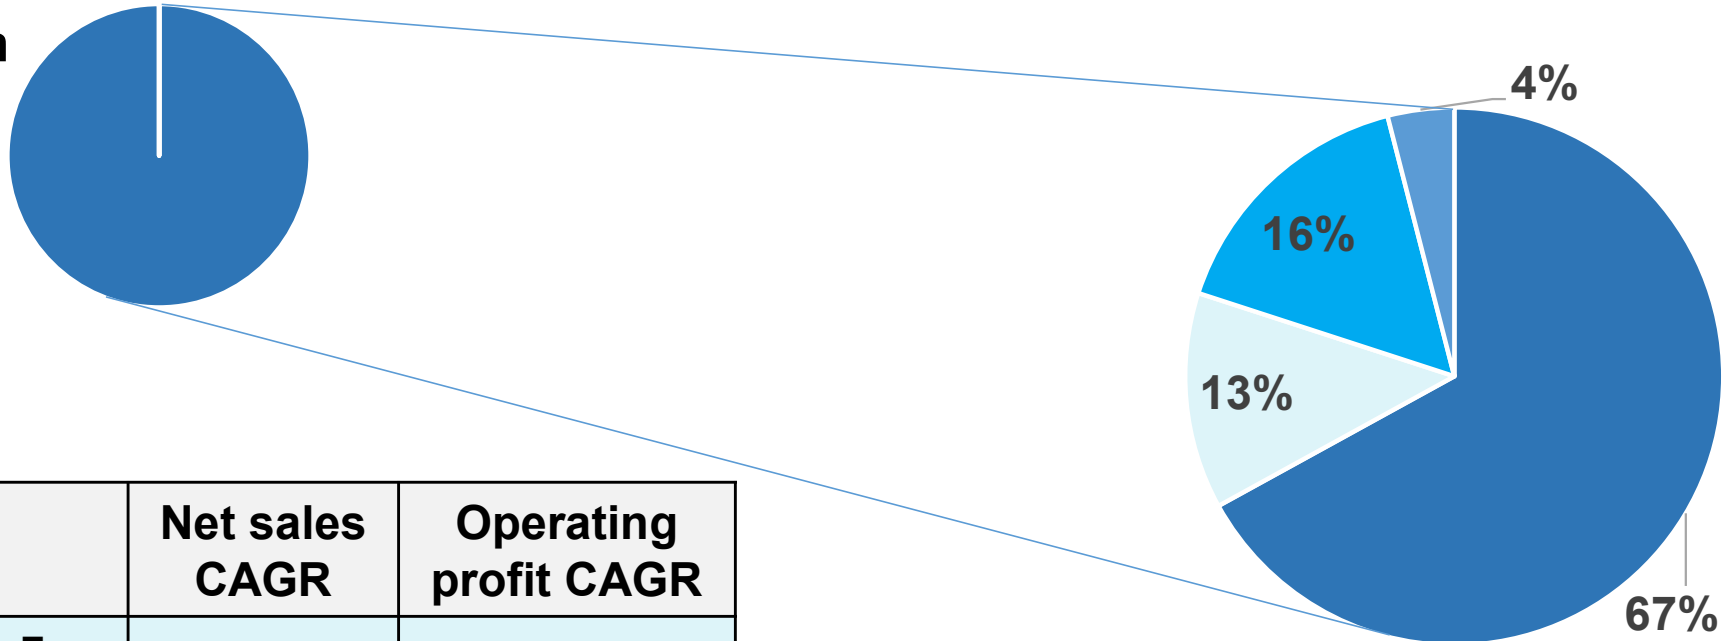 4%
16%
13%
67%
Net sales
CAGR
Operating
profit CAGR